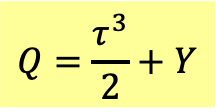 Q = τ³/2 + Y